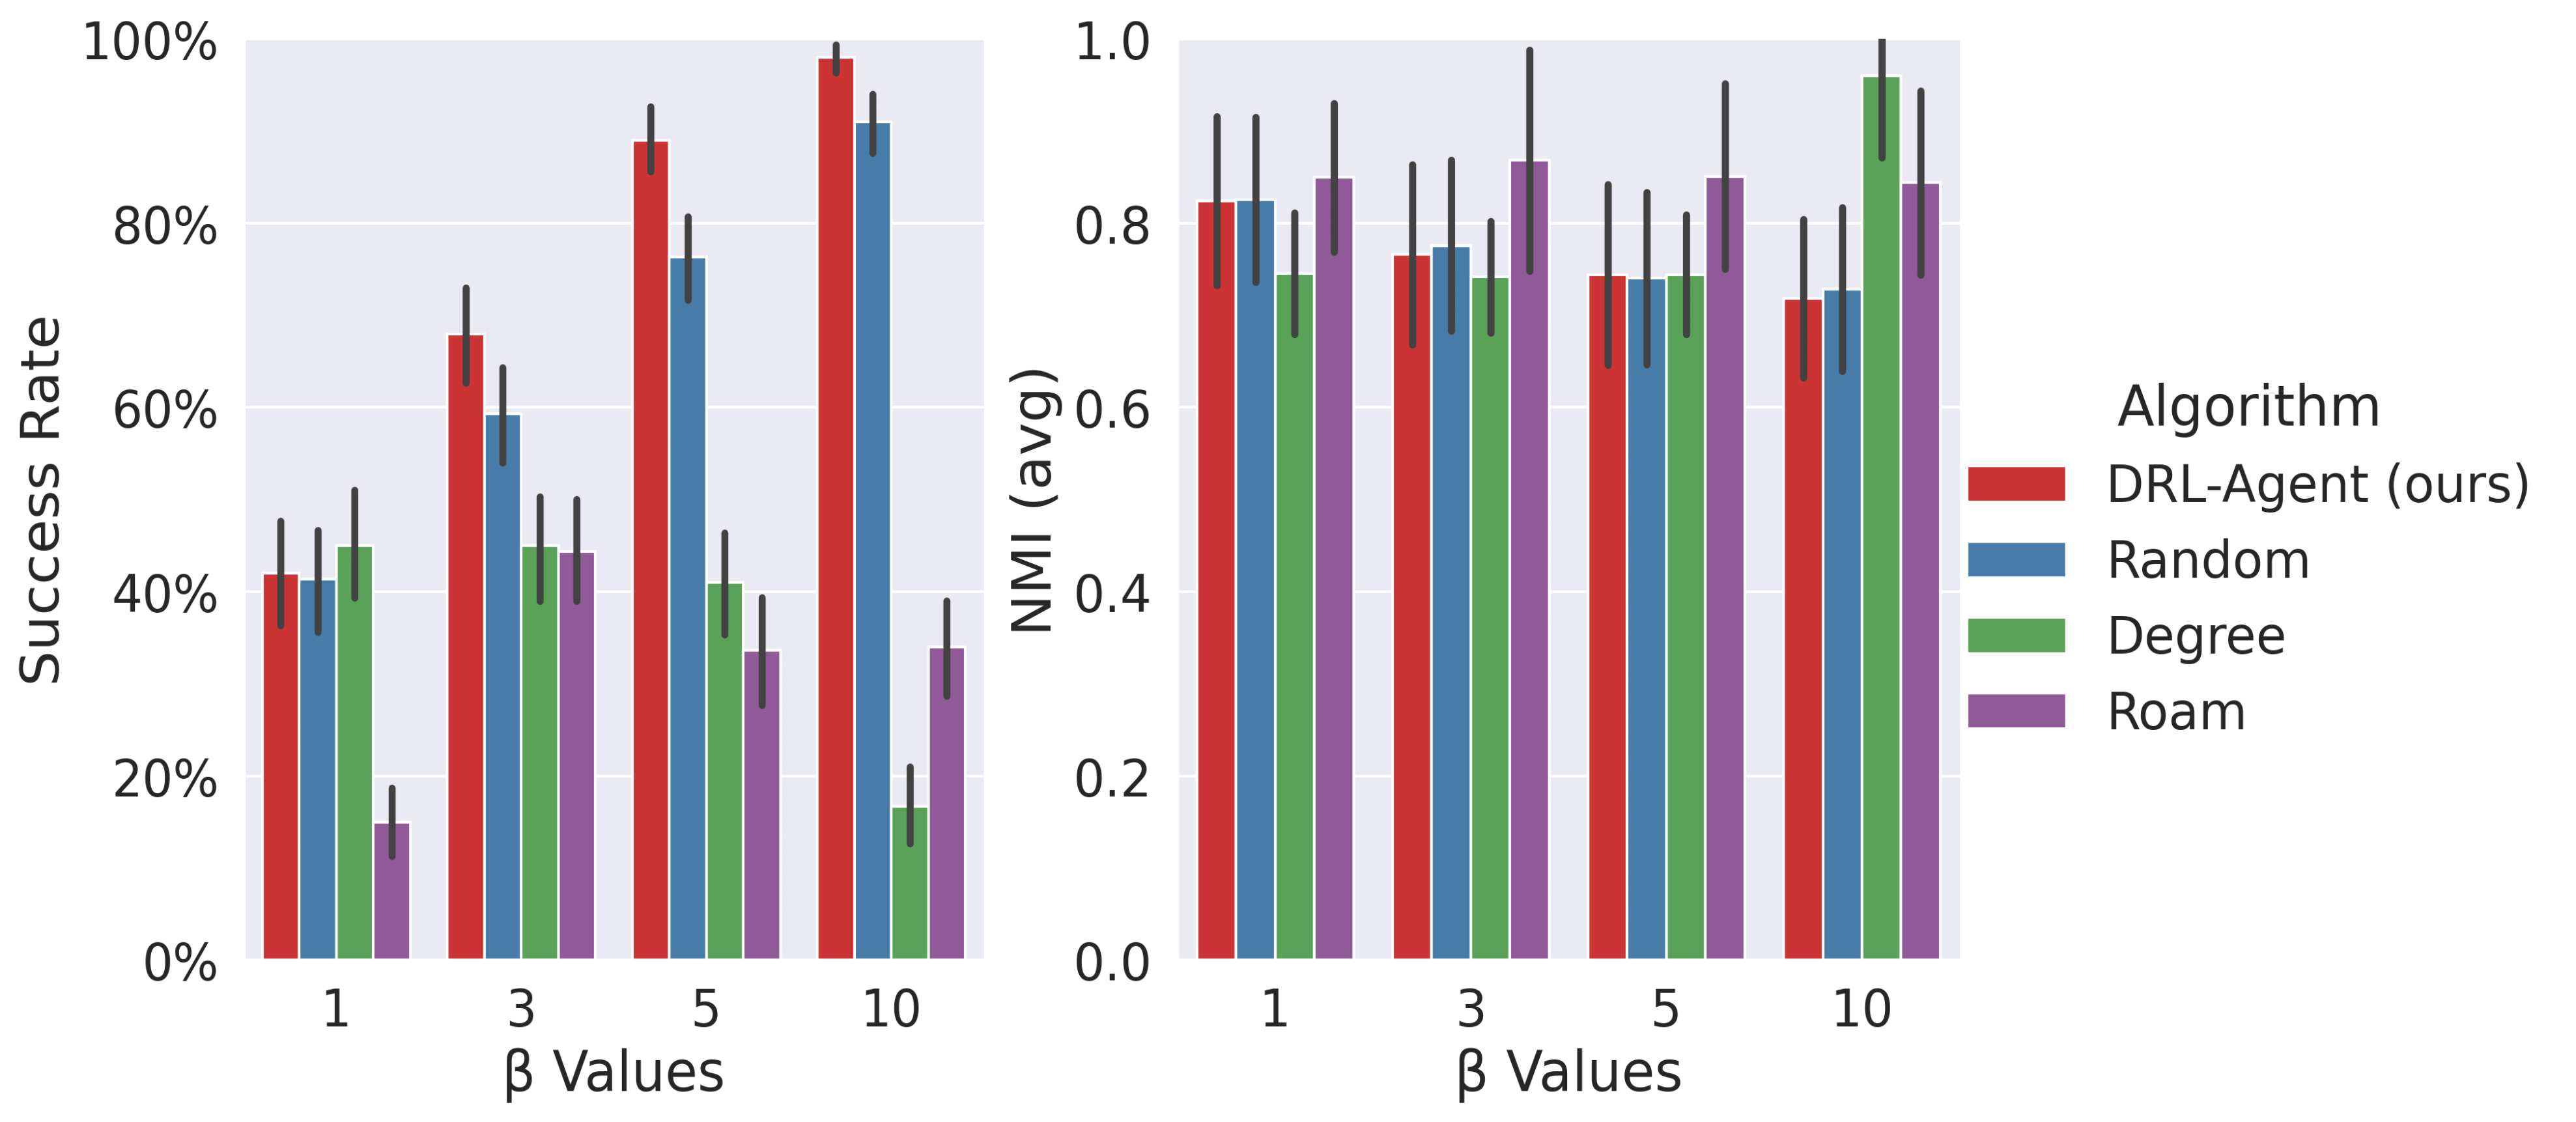 Success Rate
100%
80%
60%
40%
20%
0%
1 3 5 10
β Values
NMI (avg)
1.0
0.8
0.6
0.4
0.2
0.0
1 3 5 10
β Values
Algorithm
DRL-Agent (ours)
Random
Degree
Roam